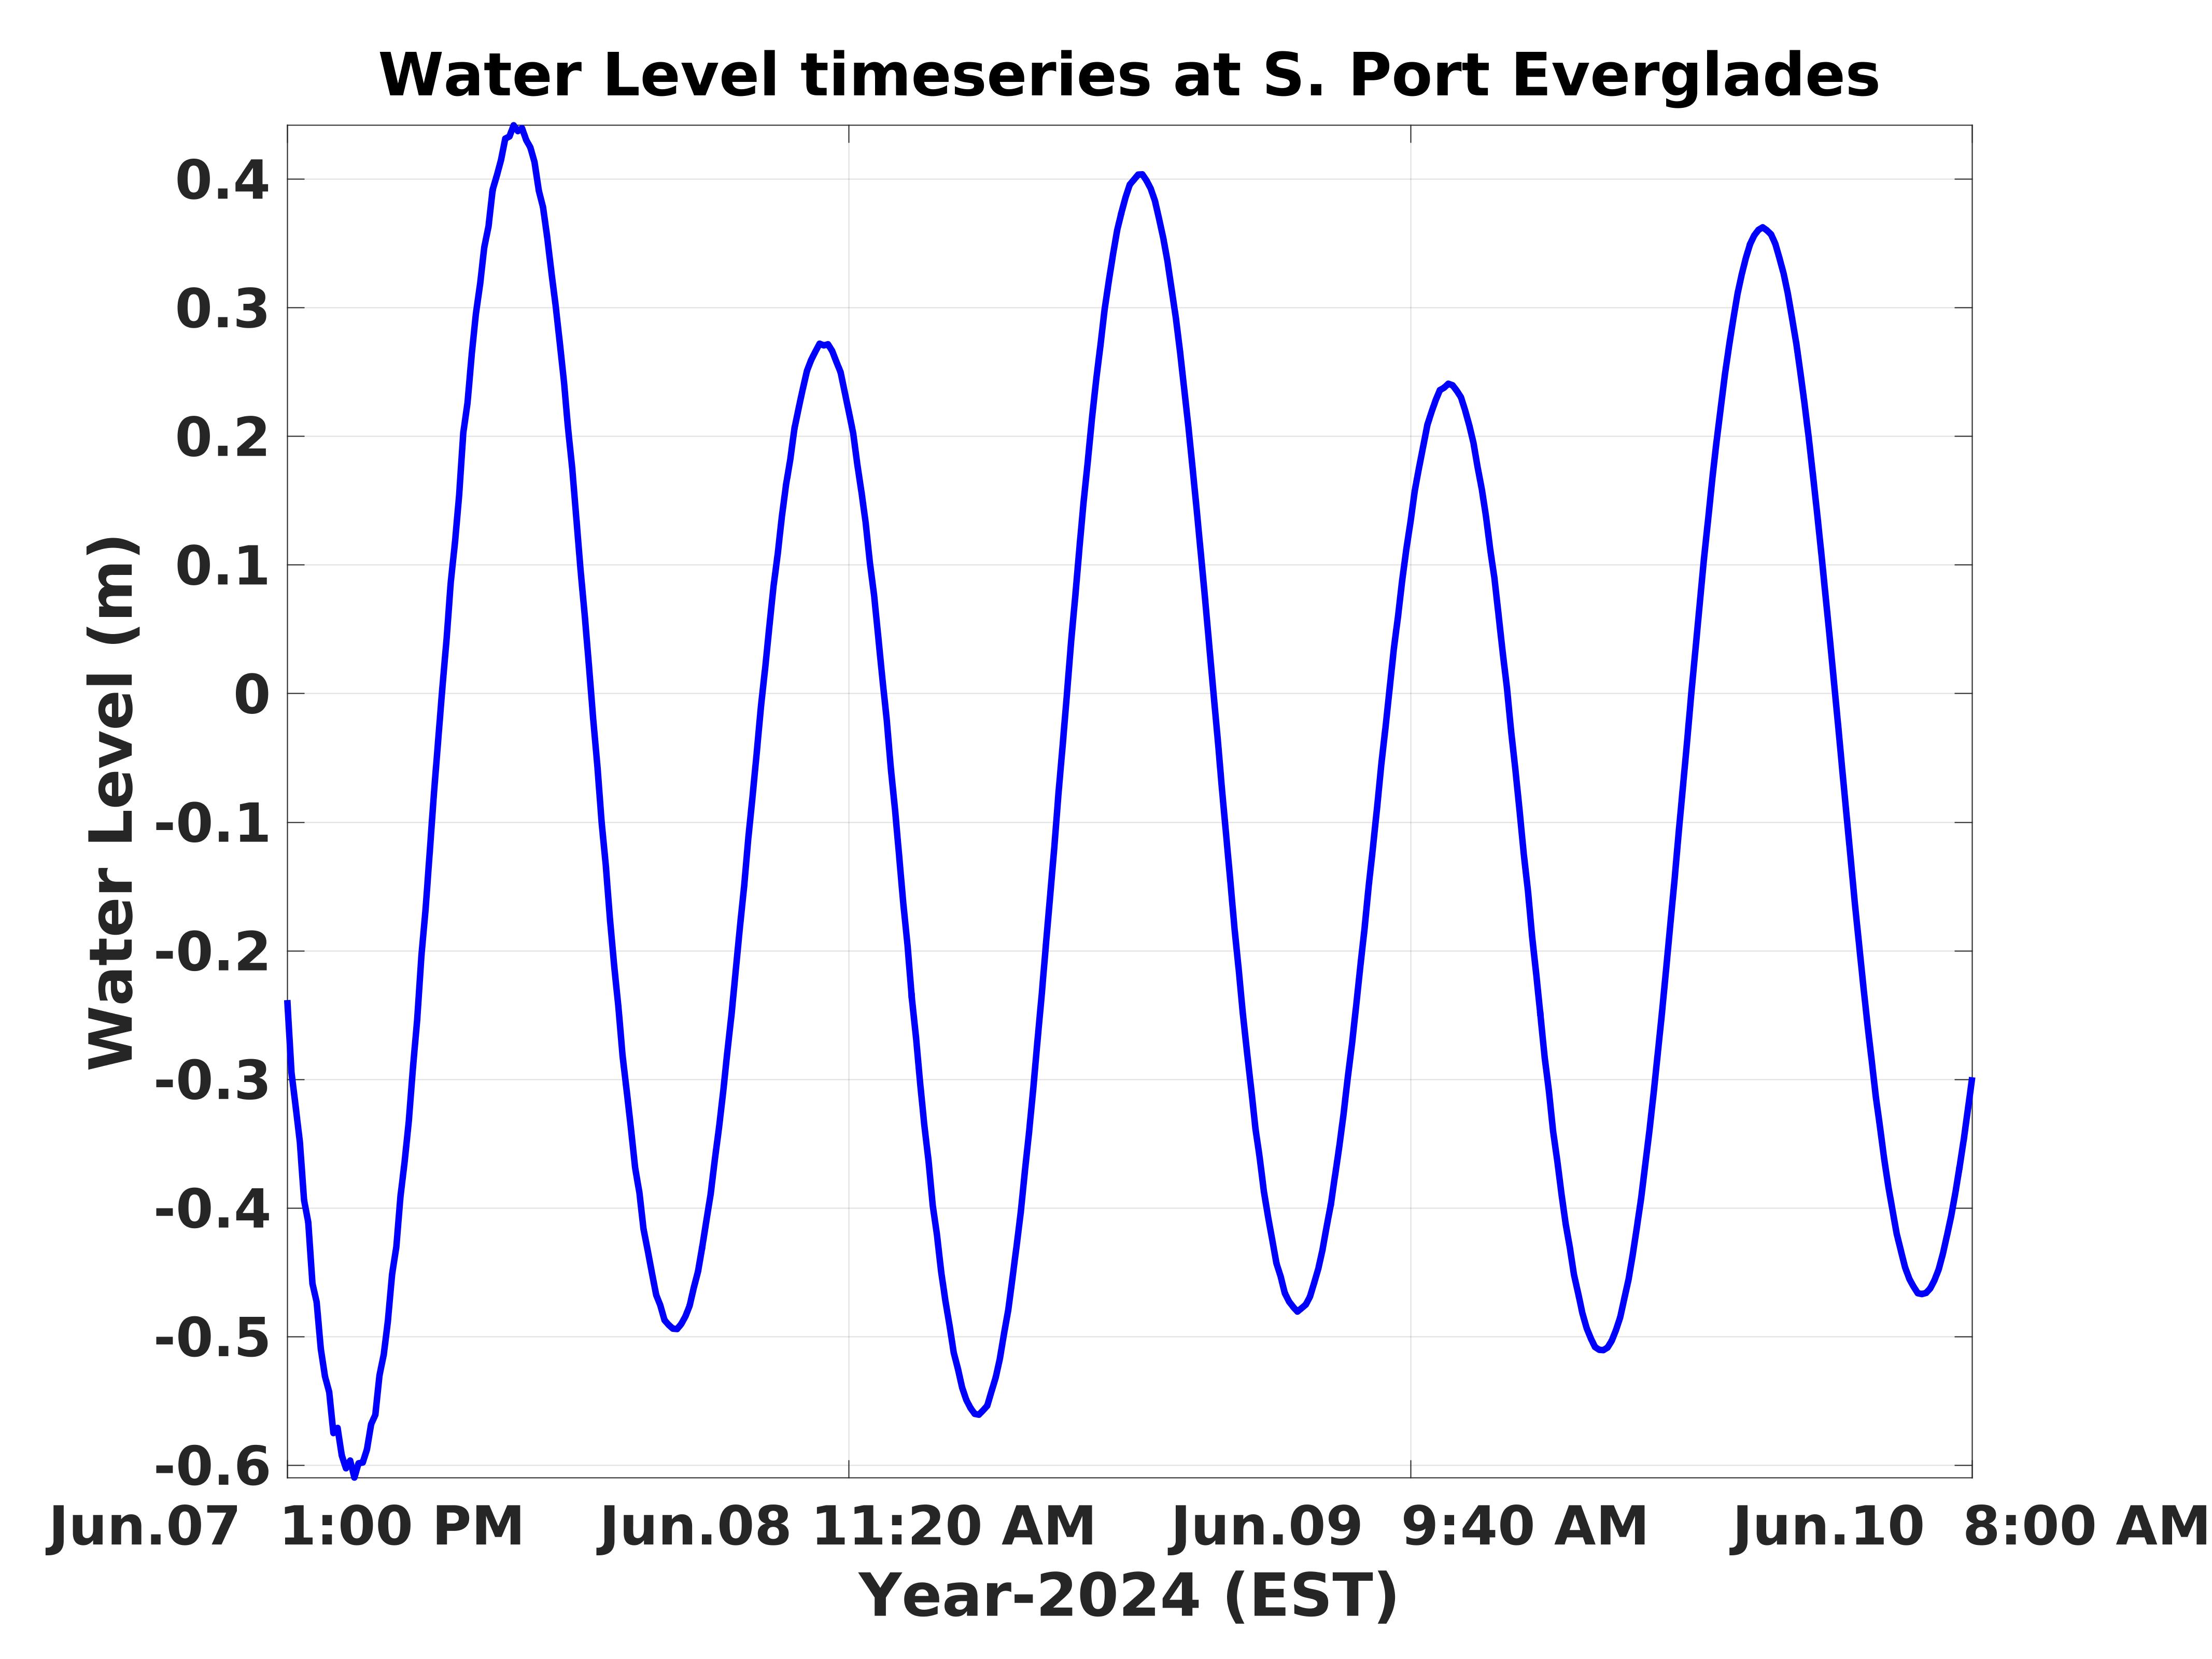 Water Level timeseries at S. Port Everglades
Water Level (m)
0.4
0.3
0.2
0.1
0
-0.1
-0.2
-0.3
-0.4
-0.5
-0.6
Jun.07 1:00 PM Jun.08 11:20 AM Jun.09 9:40 AM Jun.10 8:00 AM
Year-2024 (EST)